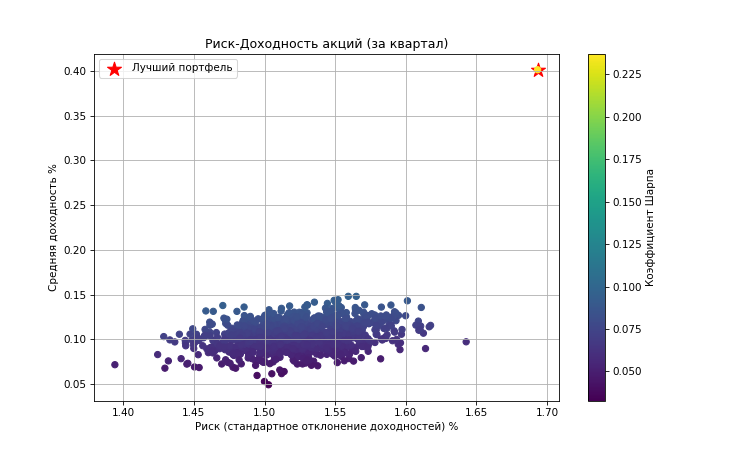 Риск-Доходность акций (за квартал)
Лучший портфель
Средняя доходность %
0.40
0.35
0.30
0.25
0.20
0.15
0.10
0.05
1.40 1.45 1.50 1.55 1.60 1.65 1.70
Риск (стандартное отклонение доходностей) %
0.225
0.200
0.175
0.150
0.125
0.100
0.075
0.050
Коэффициент Шарпа